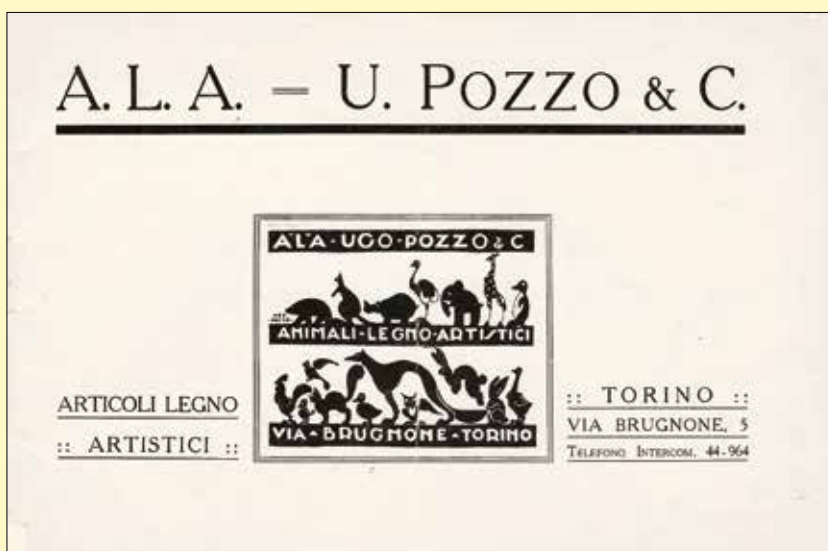 A. L. A. = U. POZZO & C.
A·L·A·UGO·POZZO & C
ANIMALI·LEGNO·ARTISTICI
VIA·BRUGNONE·TORINO
ARTICOLI LEGNO
:: ARTISTICI ::
:: TORINO ::
VIA BRUGNONE, 5
TELEFONO INTERCOM. 44-964